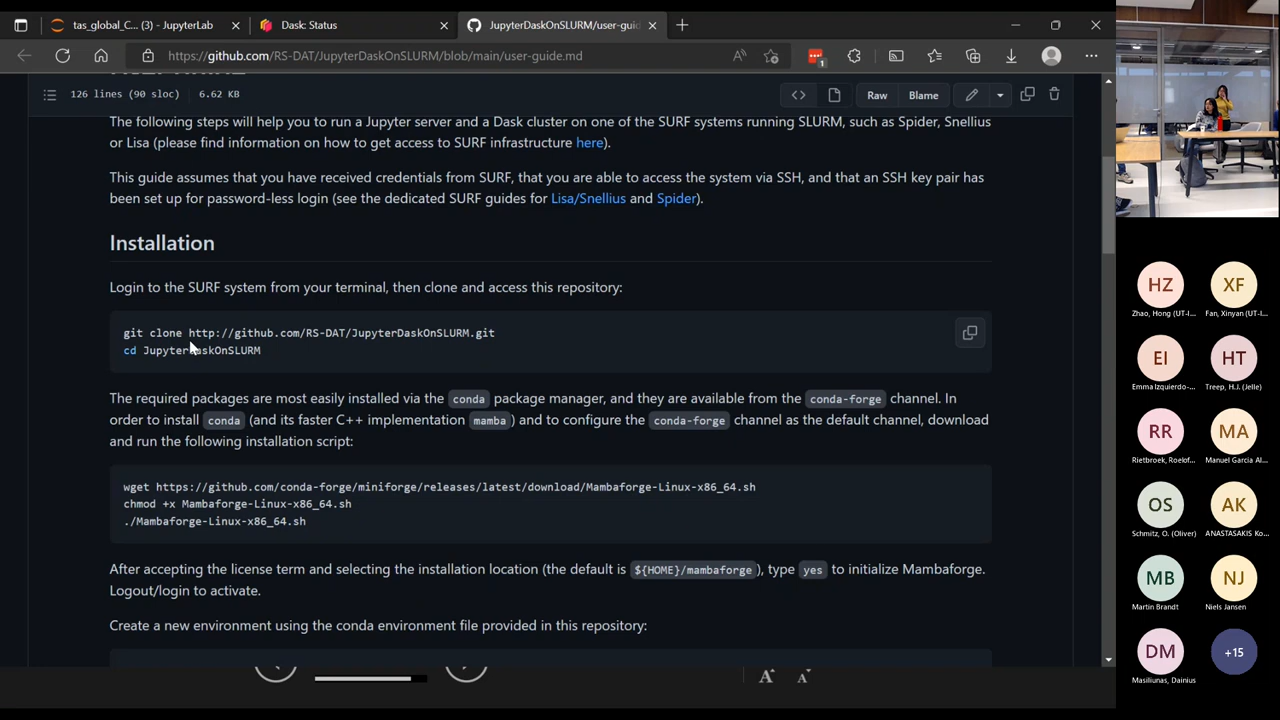 tas_global_C... (3) - JupyterLab
Dask: Status
JupyterDaskOnSLURM/user-guid
https://github.com/RS-DAT/JupyterDaskOnSLURM/blob/main/user-guide.md
1
126 lines (90 sloc)
6.62 KB
Raw
Blame
The following steps will help you to run a Jupyter server and a Dask cluster on one of the SURF systems running SLURM, such as Spider, Snellius
or Lisa (please find information on how to get access to SURF infrastructure here).
This guide assumes that you have received credentials from SURF, that you are able to access the system via SSH, and that an SSH key pair has
been set up for password-less login (see the dedicated SURF guides for Lisa/Snellius and Spider).
Installation
Login to the SURF system from your terminal, then clone and access this repository:
git clone http://github.com/RS-DAT/JupyterDaskOnSLURM.git
cd JupyterDaskOnSLURM
The required packages are most easily installed via the conda package manager, and they are available from the conda-forge channel. In
order to install conda (and its faster C++ implementation mamba) and to configure the conda-forge channel as the default channel, download
and run the following installation script:
wget https://github.com/conda-forge/miniforge/releases/latest/download/Mambaforge-Linux-x86_64.sh
chmod +x Mambaforge-Linux-x86_64.sh
./Mambaforge-Linux-x86_64.sh
After accepting the license term and selecting the installation location (the default is ${HOME}/mambaforge), type yes to initialize Mambaforge.
Logout/login to activate.
Create a new environment using the conda environment file provided in this repository:
A A
HZ
Zhao, Hong (UT-I...
XF
Fan, Xinyan (UT-I...
EI
Emma Izquierdo-...
HT
Treep, H.J. (Jelle)
RR
Rietbroek, Roelof...
MA
Manuel Garcia Al...
OS
Schmitz, O. (Oliver)
AK
ANASTASAKIS Ko...
MB
Martin Brandt
NJ
Niels Jansen
DM
Masiliunas, Dainius
+15